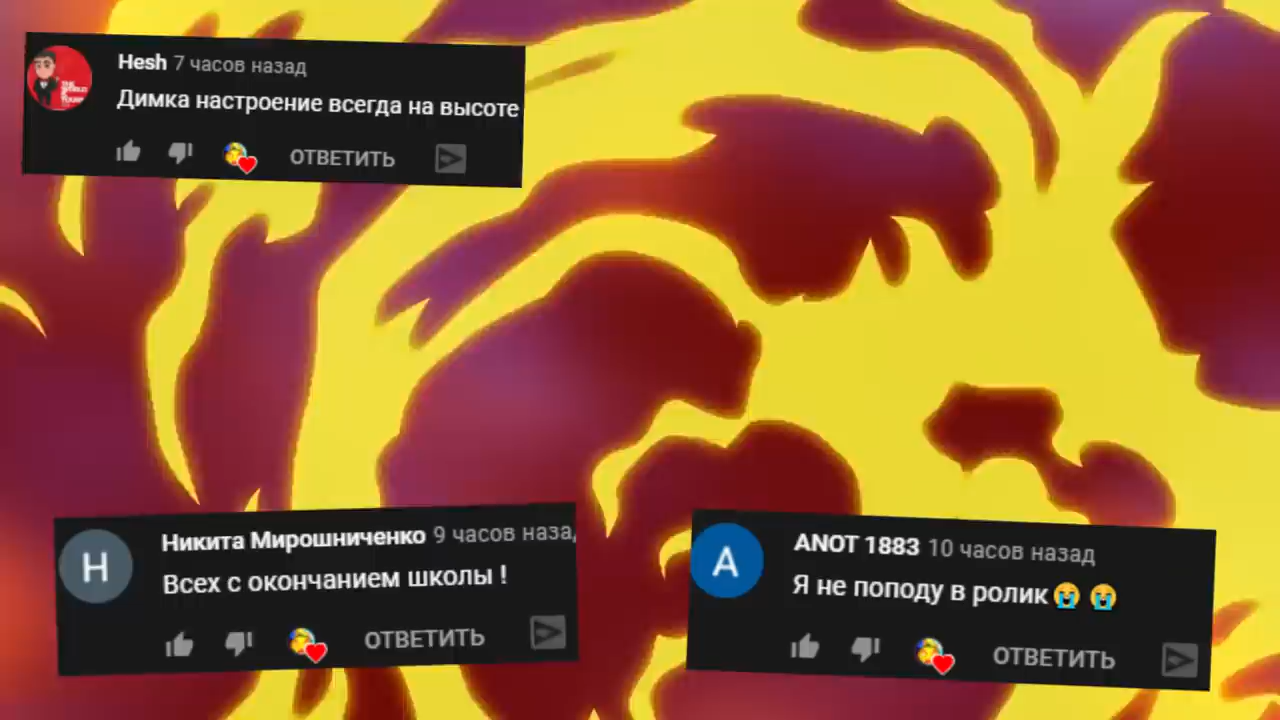 Hesh 7 часов назад
Димка настроение всегда на высоте
ОТВЕТИТЬ
Н
Никита Мирошниченко 9 часов наза
Всех с окончанием школы !
ОТВЕТИТЬ
A
ANOT 1883 10 часов назад
Я не поподу в ролик😭 😭
ОТВЕТИТЬ